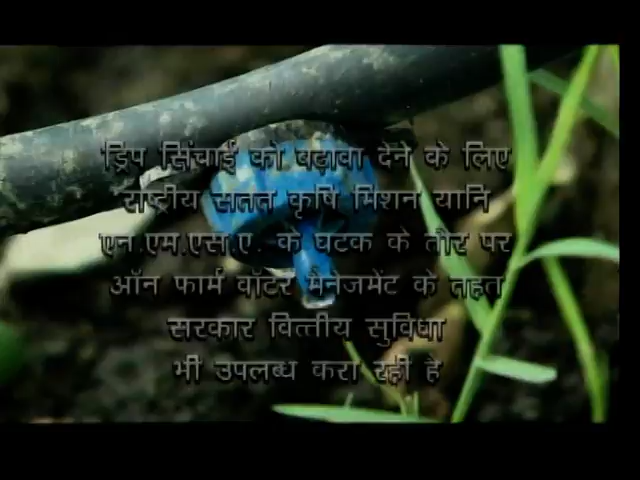 ड्रिप सिंचाई को बढ़ावा देने के लिए
राष्ट्रीय सतत कृषि मिशन यानि
एन.एम.एस.ए. के घटक के तौर पर
ऑन फार्म वॉटर मैनेजमेंट के तहत
सरकार वित्तीय सुविधा
भी उपलब्ध करा रही हे